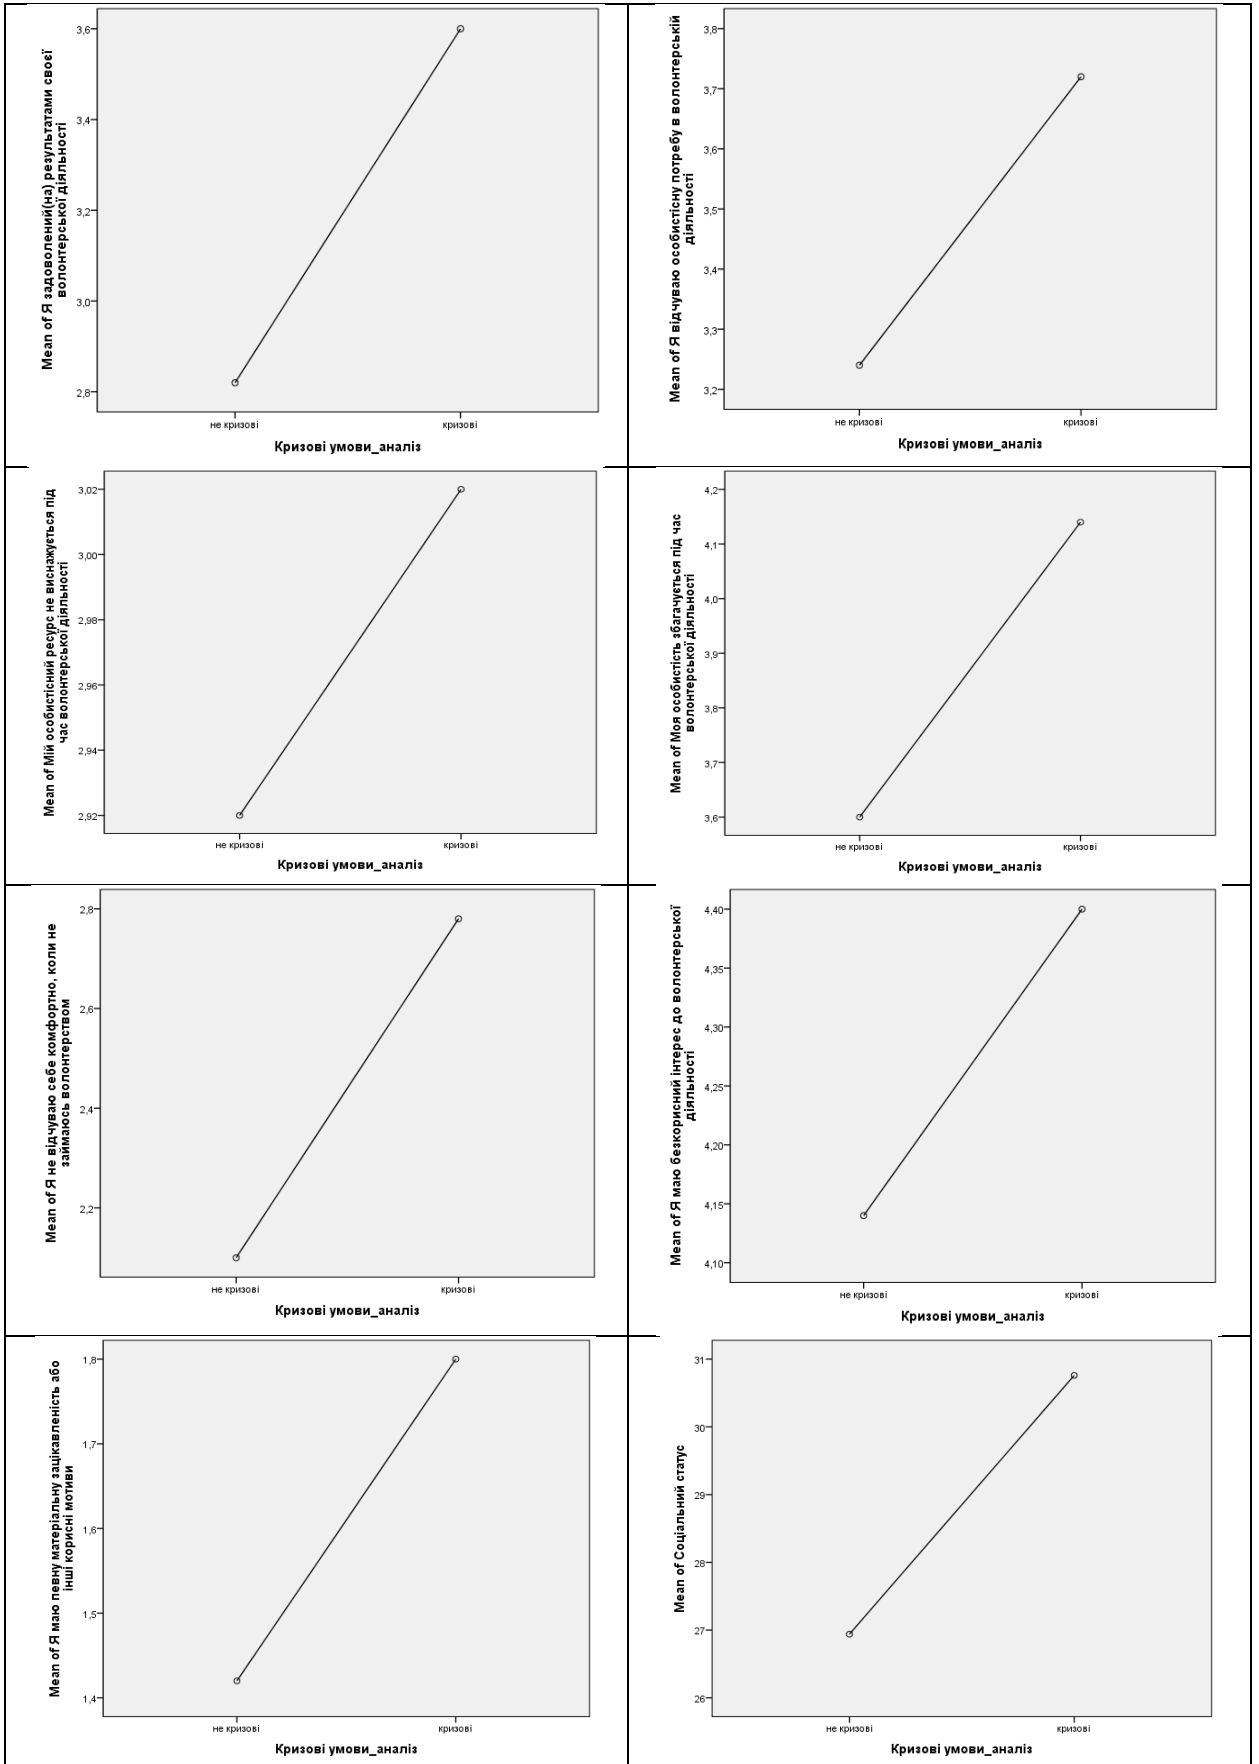 Mean of Я задоволений(на) результатами своєї
волонтерської діяльності
3,6
3,4
3,2
3,0
2,8
не кризові
кризові
Кризові умови_аналіз
Mean of Я відчуваю особистісну потребу в волонтерській
діяльності
3,8
3,7
3,6
3,5
3,4
3,3
3,2
не кризові
кризові
Кризові умови_аналіз
Mean of Мій особистісний ресурс не виснажується під
час волонтерської діяльності
3,02
3,00
2,98
2,96
2,94
2,92
не кризові
кризові
Кризові умови_аналіз
Mean of Моя особистість збагачується під час
волонтерської діяльності
4,2
4,1
4,0
3,9
3,8
3,7
3,6
не кризові
кризові
Кризові умови_аналіз
Mean of Я не відчуваю себе комфортно, коли не
займаюсь волонтерством
2,8
2,6
2,4
2,2
не кризові
кризові
Кризові умови_аналіз
Mean of Я маю безкорисний інтерес до волонтерської
діяльності
4,40
4,35
4,30
4,25
4,20
4,15
4,10
не кризові
кризові
Кризові умови_аналіз
Mean of Я маю певну матеріальну зацікавленість або
інші корисні мотиви
1,8
1,7
1,6
1,5
1,4
не кризові
кризові
Кризові умови_аналіз
Mean of Соціальний статус
31
30
29
28
27
26
не кризові
кризові
Кризові умови_аналіз